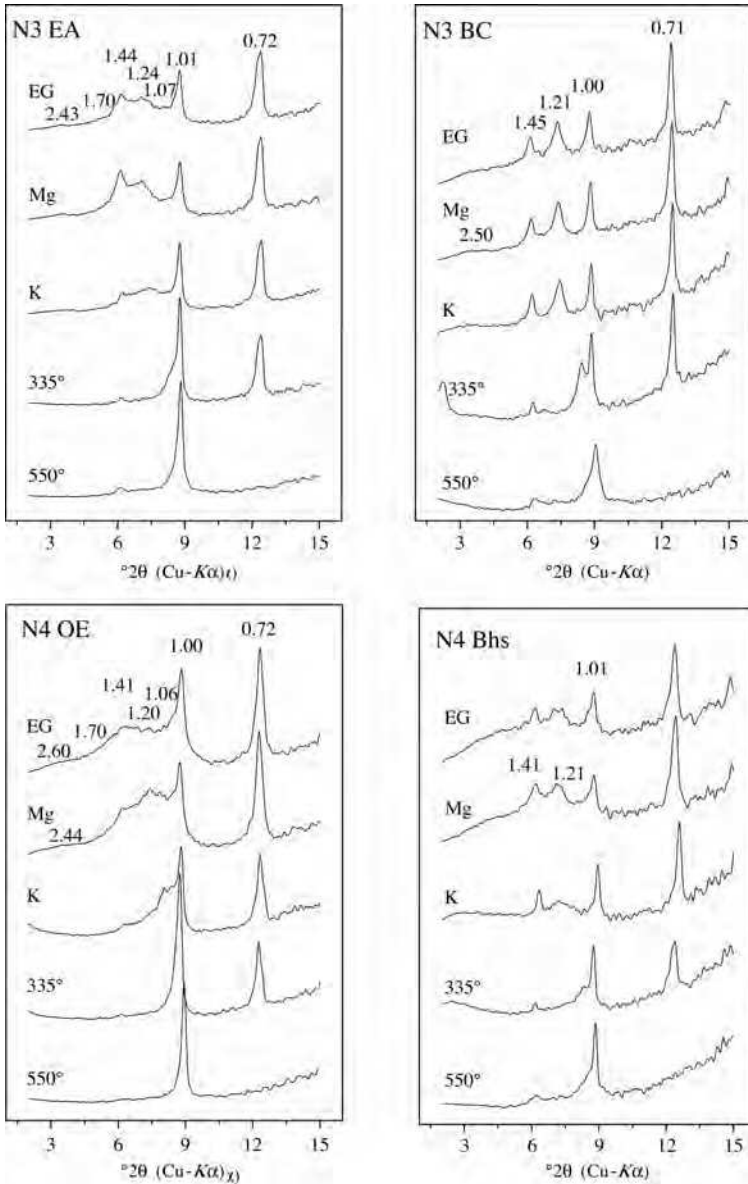 N3 EA
1.44
1.24
1.01
0.72
EG
1.70
1.07
2.43
Mg
K
335°
550°
3 6 9 12 15
°2θ (Cu-Kα)ι)
N3 BC
0.71
1.00
1.21
EG
1.45
Mg
2.50
K
335°
550°
3 6 9 12 15
°2θ (Cu-Kα)
N4 OE
0.72
1.00
1.41
1.06
EG
1.70
1.20
2.60
Mg
2.44
K
335°
550°
3 6 9 12 15
°2θ (Cu-Kα)χ)
N4 Bhs
1.01
EG
1.41
1.21
Mg
K
335°
550°
3 6 9 12 15
°2θ (Cu-Kα)